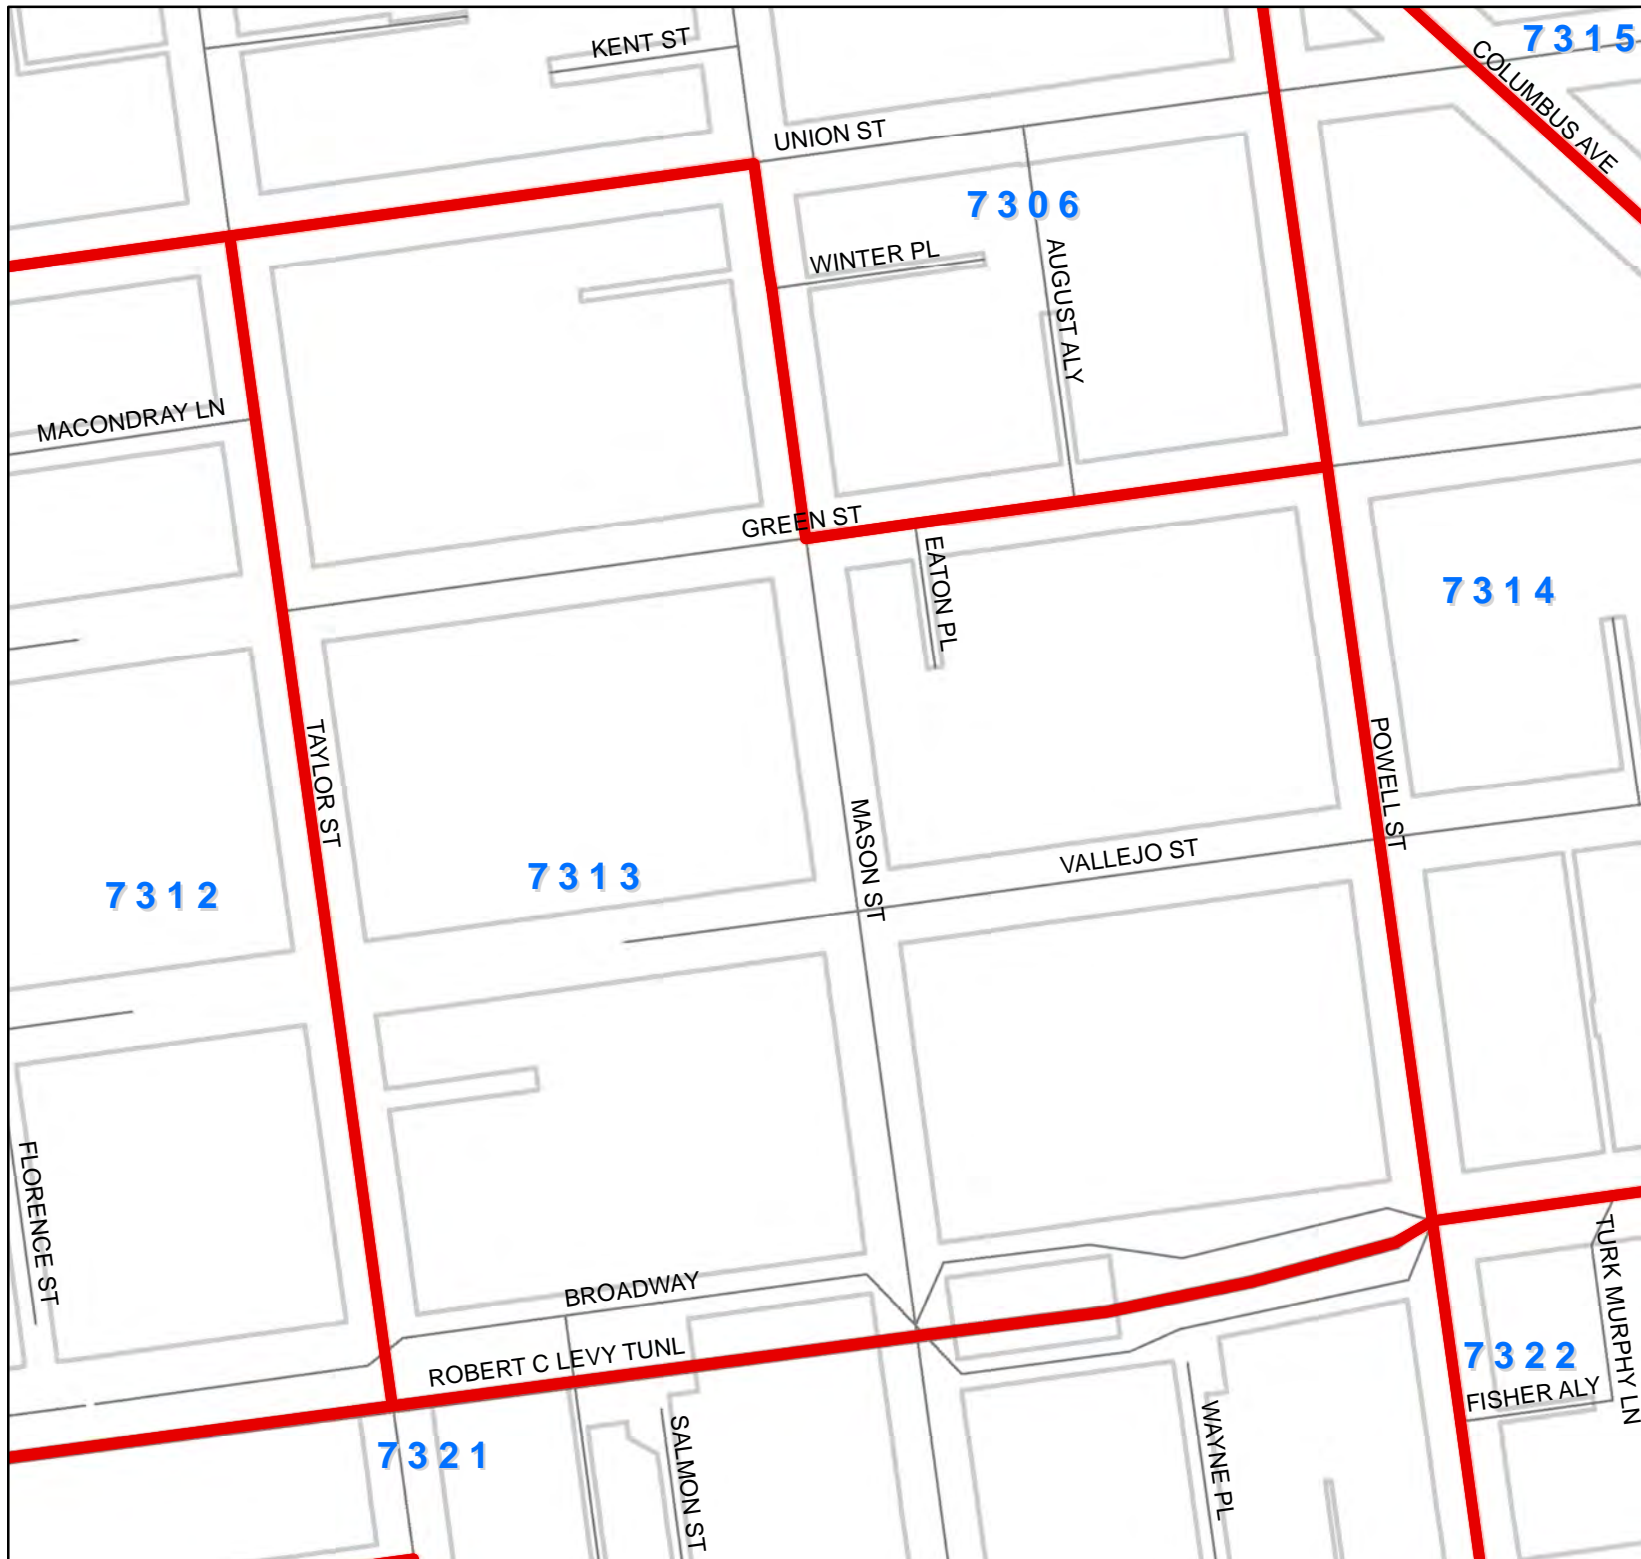 7315
KENT ST
COLUMBUS AVE
UNION ST
7306
WINTER PL
AUGUST ALY
MACONDRAY LN
GREEN ST
EATON PL
7314
TAYLOR ST
POWELL ST
MASON ST
VALLEJO ST
7313
7312
FLORENCE ST
BROADWAY
TURK MURPHY LN
ROBERT C LEVY TUNL
7322
FISHER ALY
WAYNE PL
SALMON ST
7321